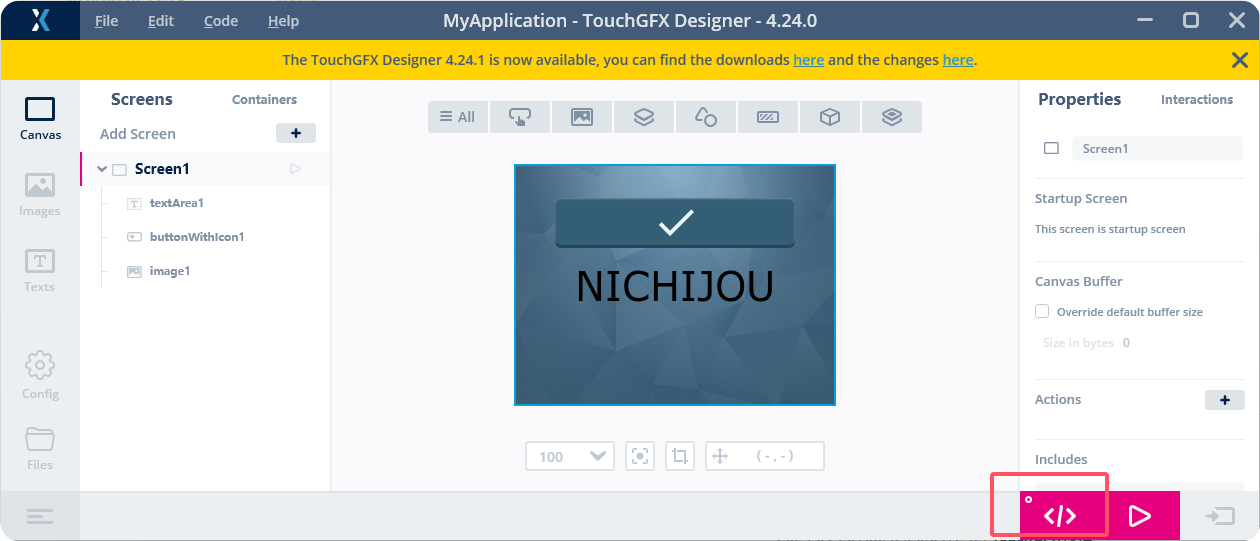 File Edit Code Help
MyApplication - TouchGFX Designer - 4.24.0
The TouchGFX Designer 4.24.1 is now available, you can find the downloads here and the changes here.
Canvas
Images
Texts
Config
Files
Screens Containers
Add Screen
Screen1
textArea1
buttonWithIcon1
image1
All
NICHIJOU
100
( - , - )
Properties Interactions
Screen1
Startup Screen
This screen is startup screen
Canvas Buffer
Override default buffer size
Size in bytes 0
Actions
Includes